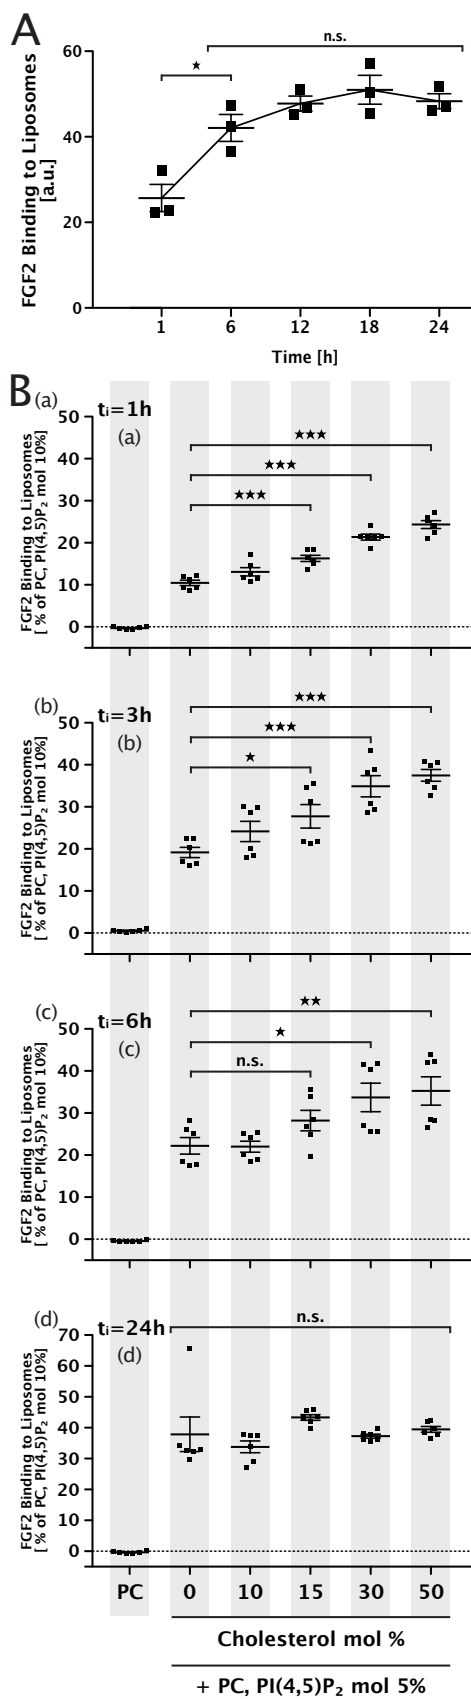 A
n.s.
★
FGF2 Binding to Liposomes
[a.u.]
60
40
20
0
1 6 12 18 24
Time [h]
B
(a)
tᵢ=1h
(a)
FGF2 Binding to Liposomes
[ % of PC, PI(4,5)P₂ mol 10%]
50
40
30
20
10
0
★★★
★★★
★★★
(b)
tᵢ=3h
(b)
FGF2 Binding to Liposomes
[ % of PC, PI(4,5)P₂ mol 10%]
50
40
30
20
10
0
★★★
★★★
★
(c)
tᵢ=6h
(c)
FGF2 Binding to Liposomes
[ % of PC, PI(4,5)P₂ mol 10%]
50
40
30
20
10
0
★★
★
n.s.
(d)
tᵢ=24h
(d)
FGF2 Binding to Liposomes
[ % of PC, PI(4,5)P₂ mol 10%]
70
60
50
40
30
20
10
0
n.s.
PC 0 10 15 30 50
Cholesterol mol %
+ PC, PI(4,5)P₂ mol 5%